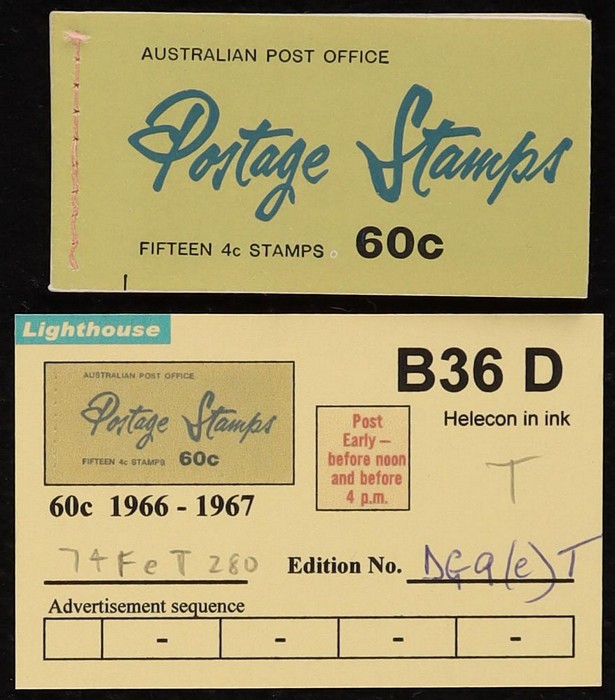 AUSTRALIAN POST OFFICE
Postage Stamps
FIFTEEN 4c STAMPS 60c
Lighthouse
B36 D
AUSTRALIAN POST OFFICE
Postage Stamps
FIFTEEN 4c STAMPS 60c
Helecon in ink
Post
Early –
before noon
and before
4 p.m.
T
60c 1966 - 1967
74 Fe T 280
Edition No. DG9(e)T
Advertisement sequence
- - - -